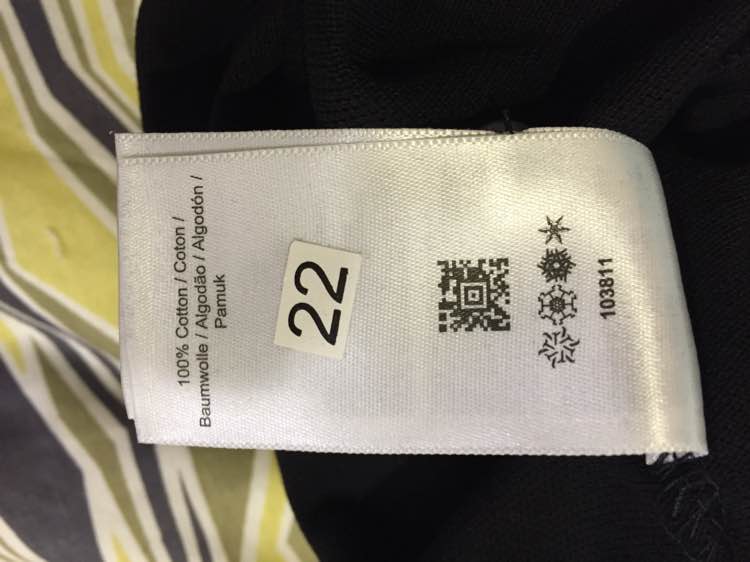 100% Cotton / Coton /
Baumwolle / Algodão / Algodón /
Pamuk
22
103811